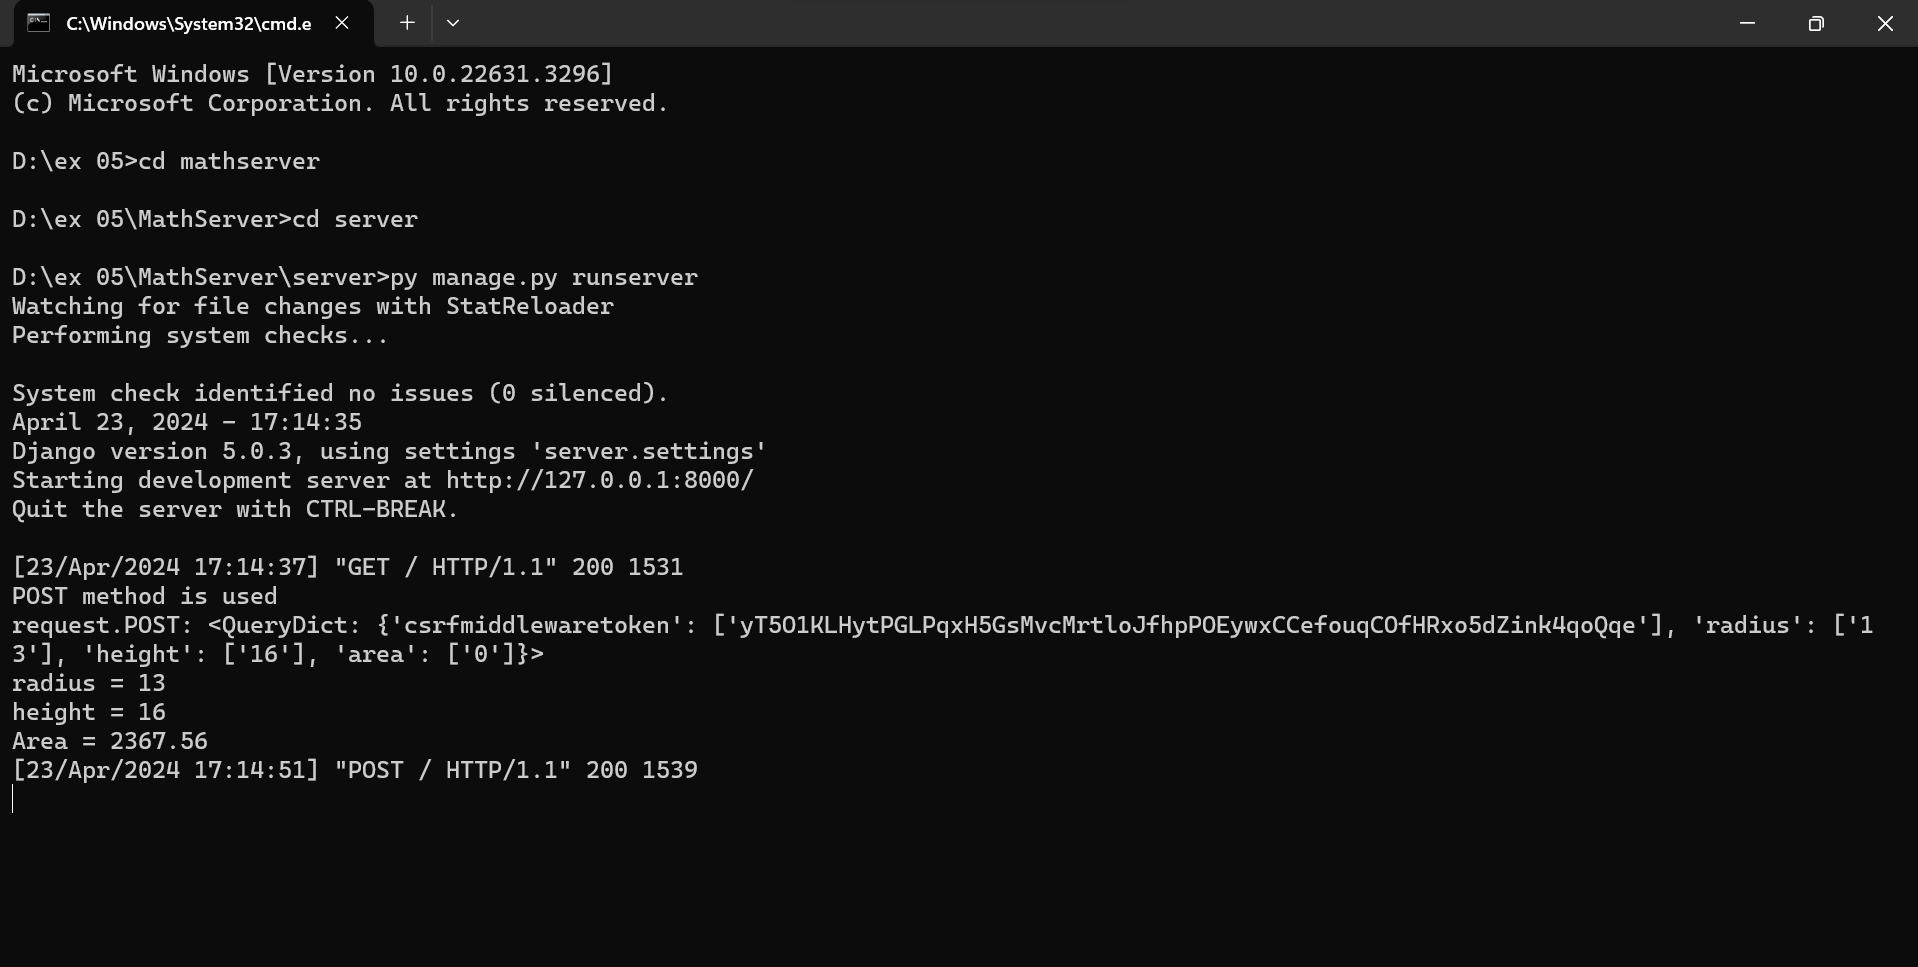 C:\Windows\System32\cmd.e
Microsoft Windows [Version 10.0.22631.3296]
(c) Microsoft Corporation. All rights reserved.
D:\ex 05>cd mathserver
D:\ex 05\MathServer>cd server
D:\ex 05\MathServer\server>py manage.py runserver
Watching for file changes with StatReloader
Performing system checks...
System check identified no issues (0 silenced).
April 23, 2024 - 17:14:35
Django version 5.0.3, using settings 'server.settings'
Starting development server at http://127.0.0.1:8000/
Quit the server with CTRL-BREAK.
[23/Apr/2024 17:14:37] "GET / HTTP/1.1" 200 1531
POST method is used
request.POST: <QueryDict: {'csrfmiddlewaretoken': ['yT5O1KLHytPGLPqxH5GsMvcMrtloJfhpPOEywxCCefouqCOfHRxo5dZink4qoQqe'], 'radius': ['1
3'], 'height': ['16'], 'area': ['0']}>
radius = 13
height = 16
Area = 2367.56
[23/Apr/2024 17:14:51] "POST / HTTP/1.1" 200 1539